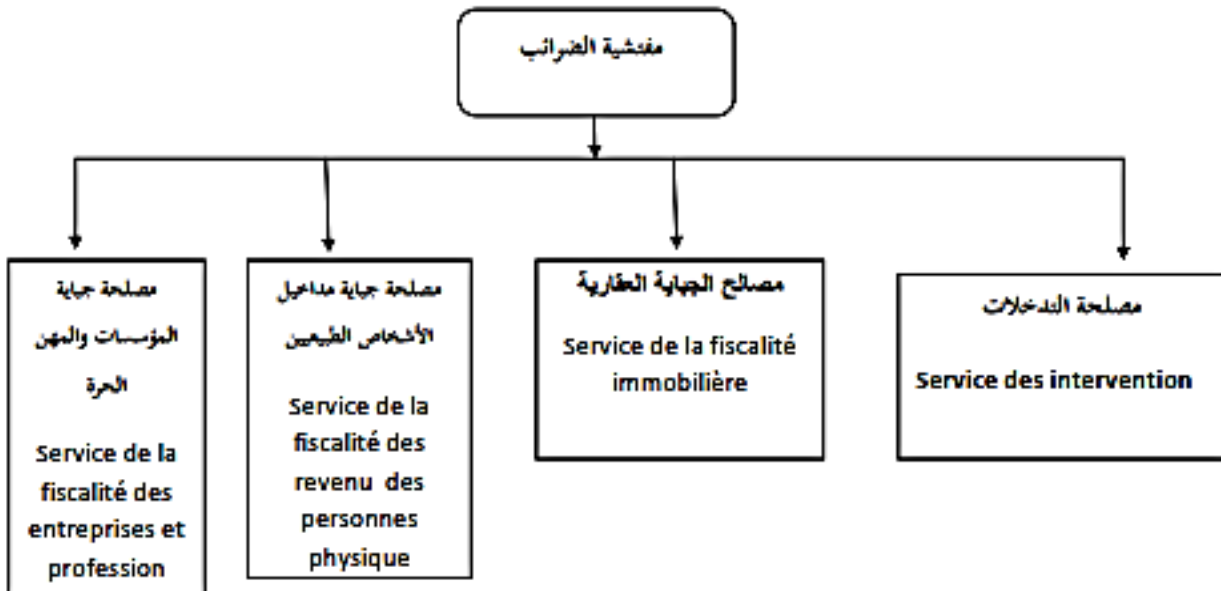 مفتشية الضرائب
مصلحة جباية
المؤسسات والمهن
الحرة
Service de la
fiscalité des
entreprises et
profession
مصلحة جباية مداخيل
الأشخاص الطبيعيين
Service de la
fiscalité des
revenu des
personnes
physique
مصالح الجباية العقارية
Service de la fiscalité
immobilière
مصلحة التدخلات
Service des intervention